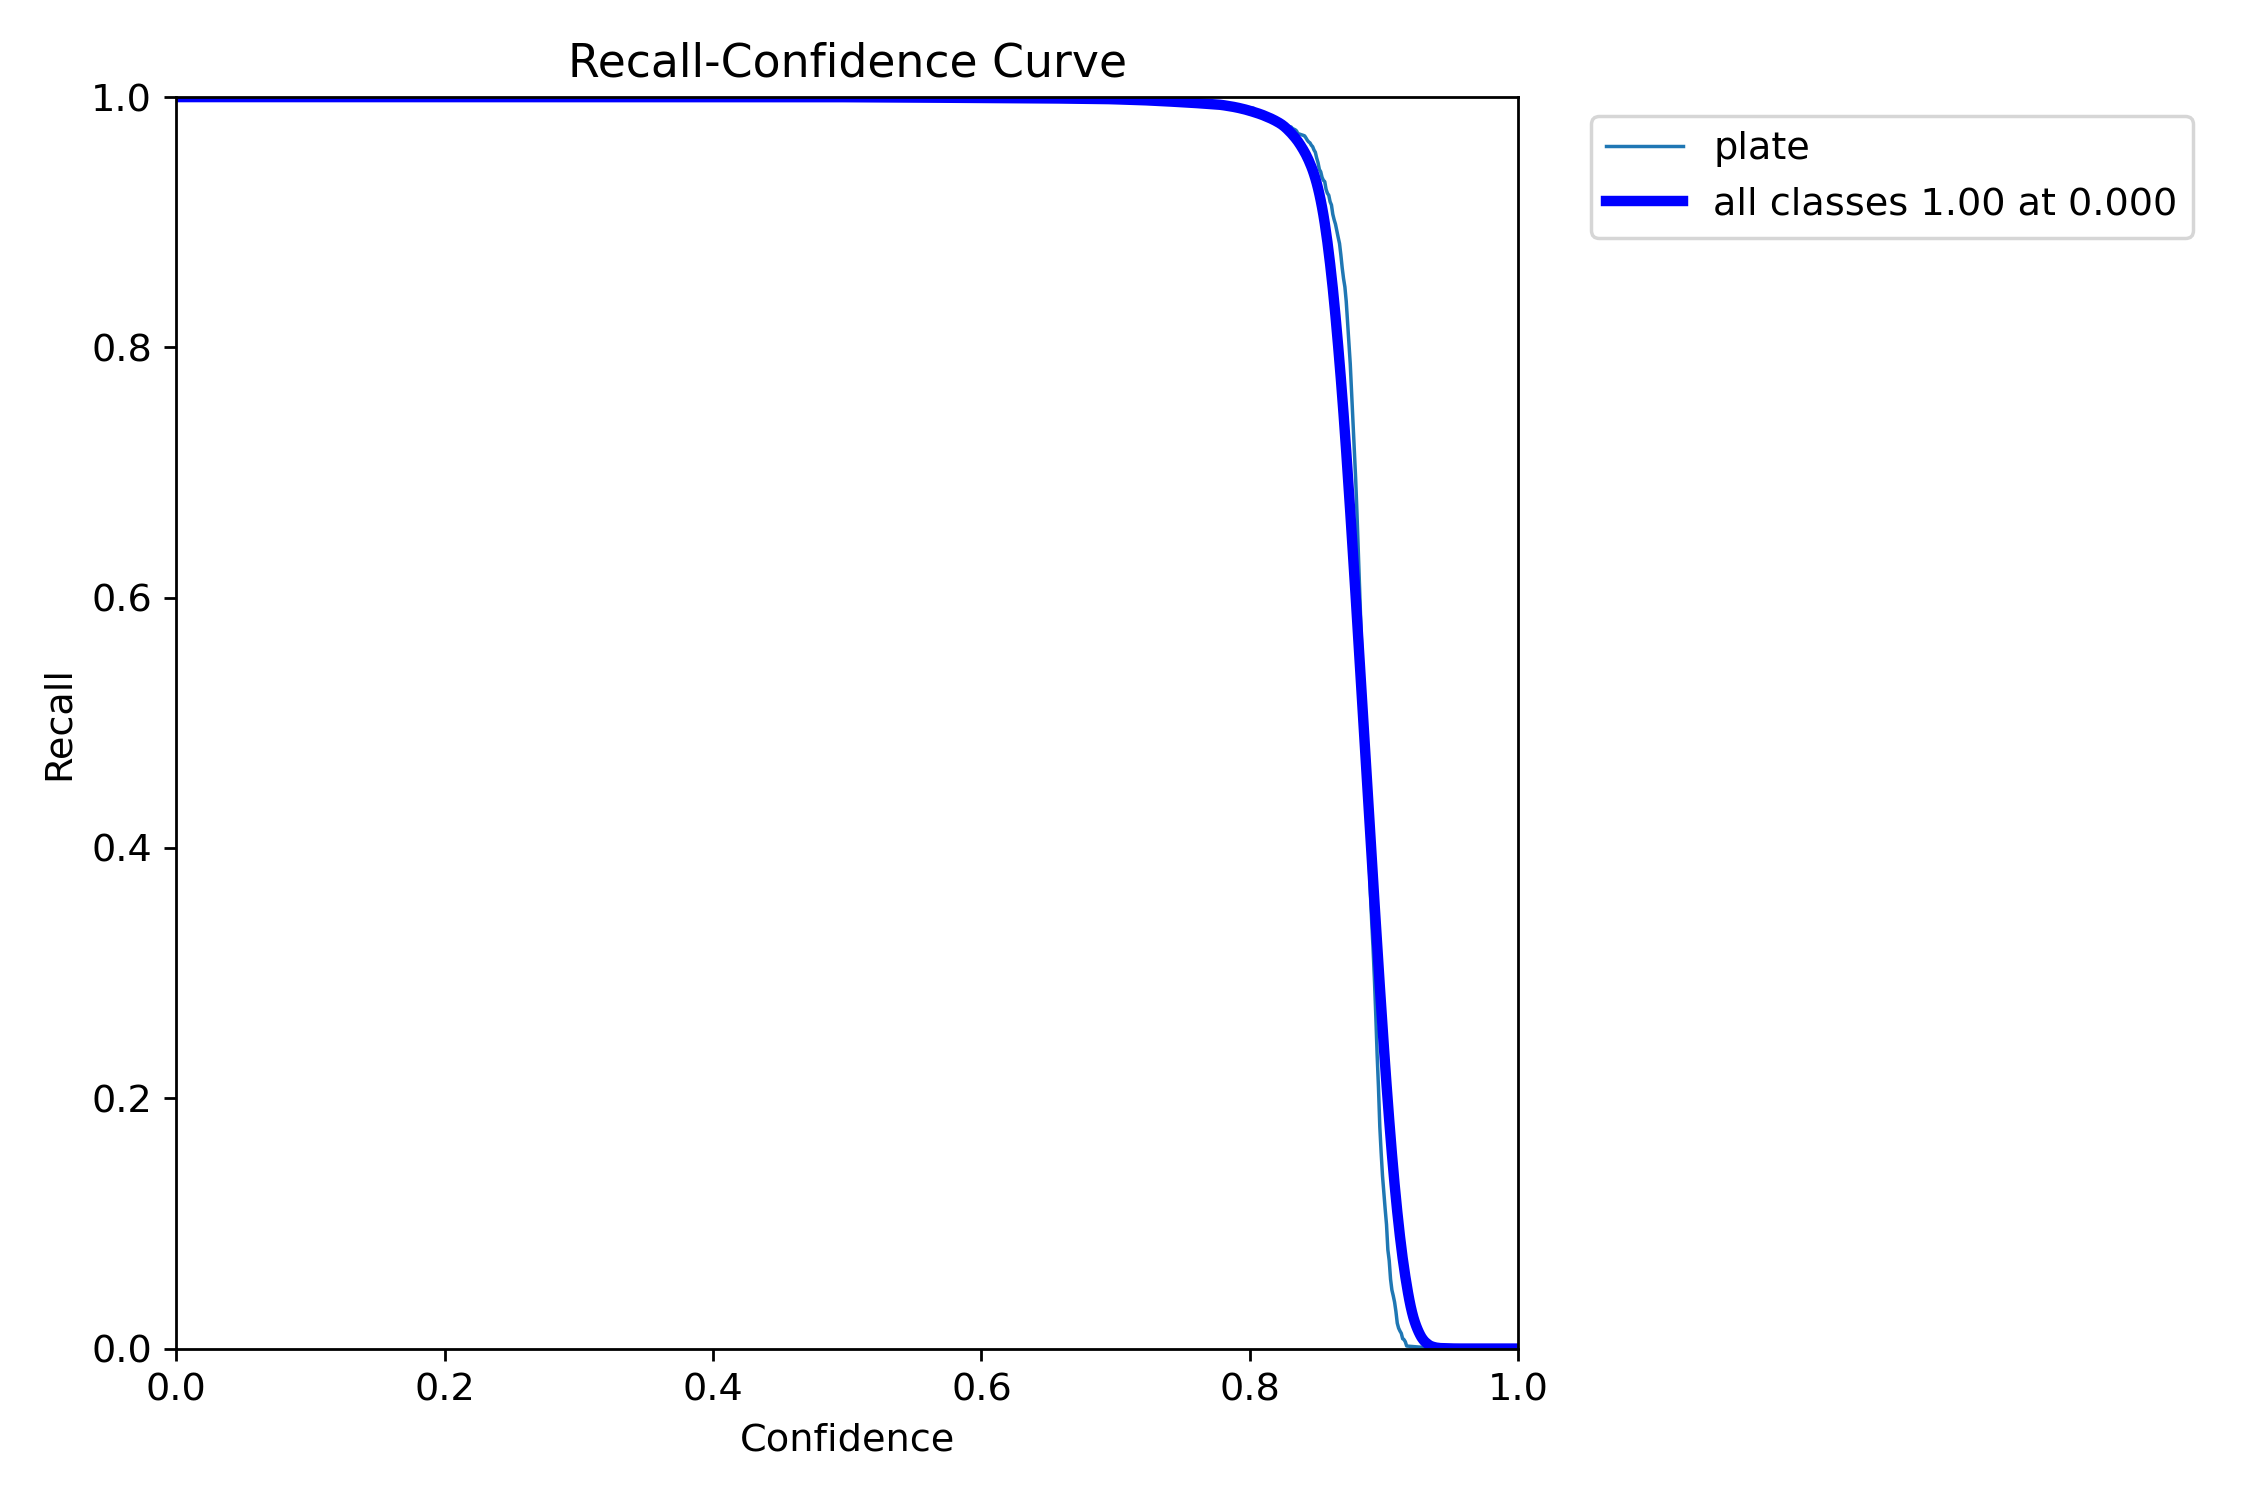 Recall-Confidence Curve
1.0
0.8
0.6
0.4
0.2
0.0
Recall
0.0 0.2 0.4 0.6 0.8 1.0
Confidence
plate
all classes 1.00 at 0.000